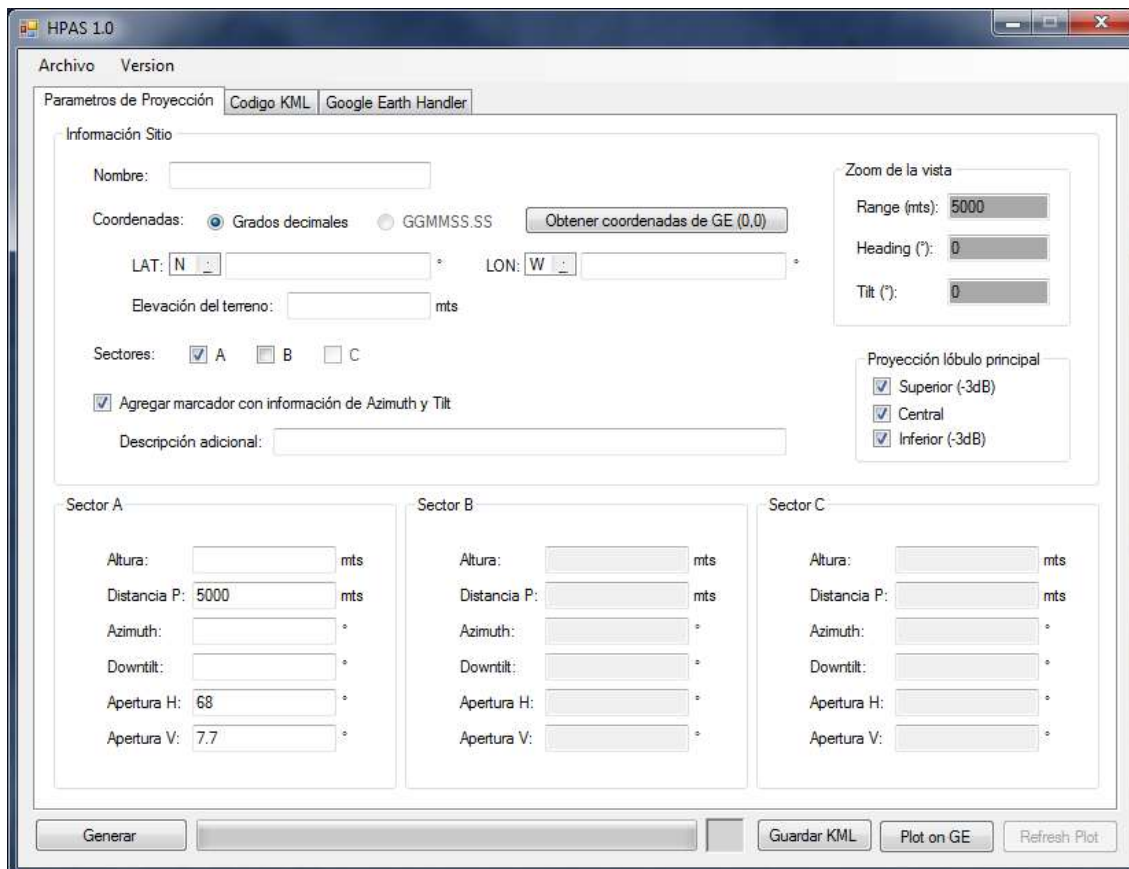 HPAS 1.0
Archivo Version
Parametros de Proyección Codigo KML Google Earth Handler
Información Sitio
Nombre:
Zoom de la vista
Range (mts): 5000
Heading (°): 0
Tilt (°): 0
Coordenadas: Grados decimales GGMMSS.SS Obtener coordenadas de GE (0,0)
LAT: N ° LON: W °
Elevación del terreno: mts
Sectores: A B C
Proyección lóbulo principal
Superior (-3dB)
Central
Inferior (-3dB)
Agregar marcador con información de Azimuth y Tilt
Descripción adicional:
Sector A
Altura: mts
Distancia P: 5000 mts
Azimuth: °
Downtilt: °
Apertura H: 68 °
Apertura V: 7.7 °
Sector B
Altura: mts
Distancia P: mts
Azimuth: °
Downtilt: °
Apertura H: °
Apertura V: °
Sector C
Altura: mts
Distancia P: mts
Azimuth: °
Downtilt: °
Apertura H: °
Apertura V: °
Generar Guardar KML Plot on GE Refresh Plot